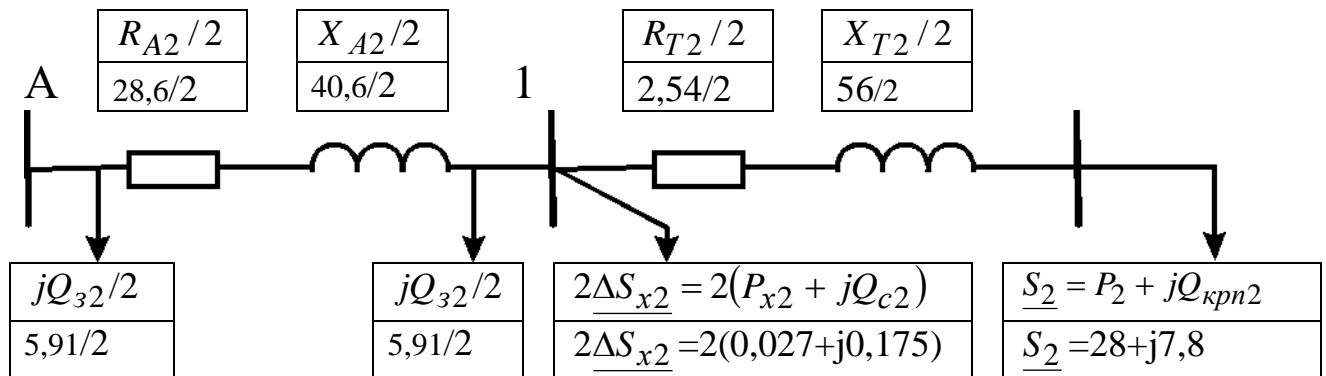 R_A2 / 2
X_A2 / 2
R_T2 / 2
X_T2 / 2
A
28,6/2
40,6/2
1
2,54/2
56/2
jQ_з2/2
jQ_з2/2
2ΔS_x2 = 2(P_x2 + jQ_c2)
S_2 = P_2 + jQ_крп2
5,91/2
5,91/2
2ΔS_x2 =2(0,027+j0,175)
S_2 =28+j7,8